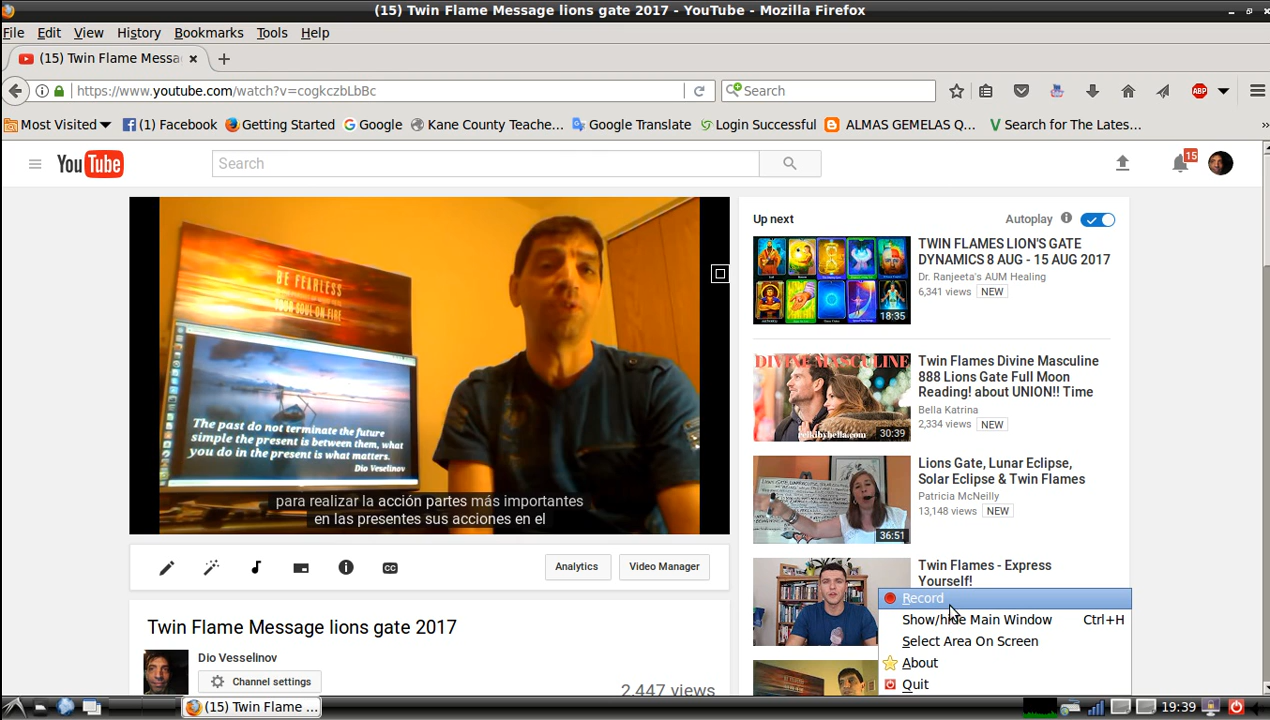 (15) Twin Flame Message lions gate 2017 - YouTube - Mozilla Firefox
File Edit View History Bookmarks Tools Help
(15) Twin Flame Messa
https://www.youtube.com/watch?v=cogkczbLbBc
Search
ABP
Most Visited
(1) Facebook
Getting Started
Google
Kane County Teache...
Google Translate
Login Successful
ALMAS GEMELAS Q...
Search for The Lates...
YouTube
Search
15
BE FEARLESS
YOUR SOUL ON FIRE
The past do not terminate the future
simple the present is between them, what
you do in the present is what matters.
Dio Veselinov
para realizar la acción partes más importantes
en las presentes sus acciones en el
CC
Analytics
Video Manager
Twin Flame Message lions gate 2017
Dio Vesselinov
Channel settings
2,447 views
Up next
Autoplay
18:35
TWIN FLAMES LION'S GATE
DYNAMICS 8 AUG - 15 AUG 2017
Dr. Ranjeeta's AUM Healing
6,341 views NEW
DIVINE MASCULINE
30:39
Twin Flames Divine Masculine
888 Lions Gate Full Moon
Reading! about UNION!! Time
Bella Katrina
2,334 views NEW
36:51
Lions Gate, Lunar Eclipse,
Solar Eclipse & Twin Flames
Patricia McNeilly
13,148 views NEW
Twin Flames - Express
Yourself!
Record
Show/hide Main Window Ctrl+H
Select Area On Screen
About
Quit
(15) Twin Flame ...
19:39